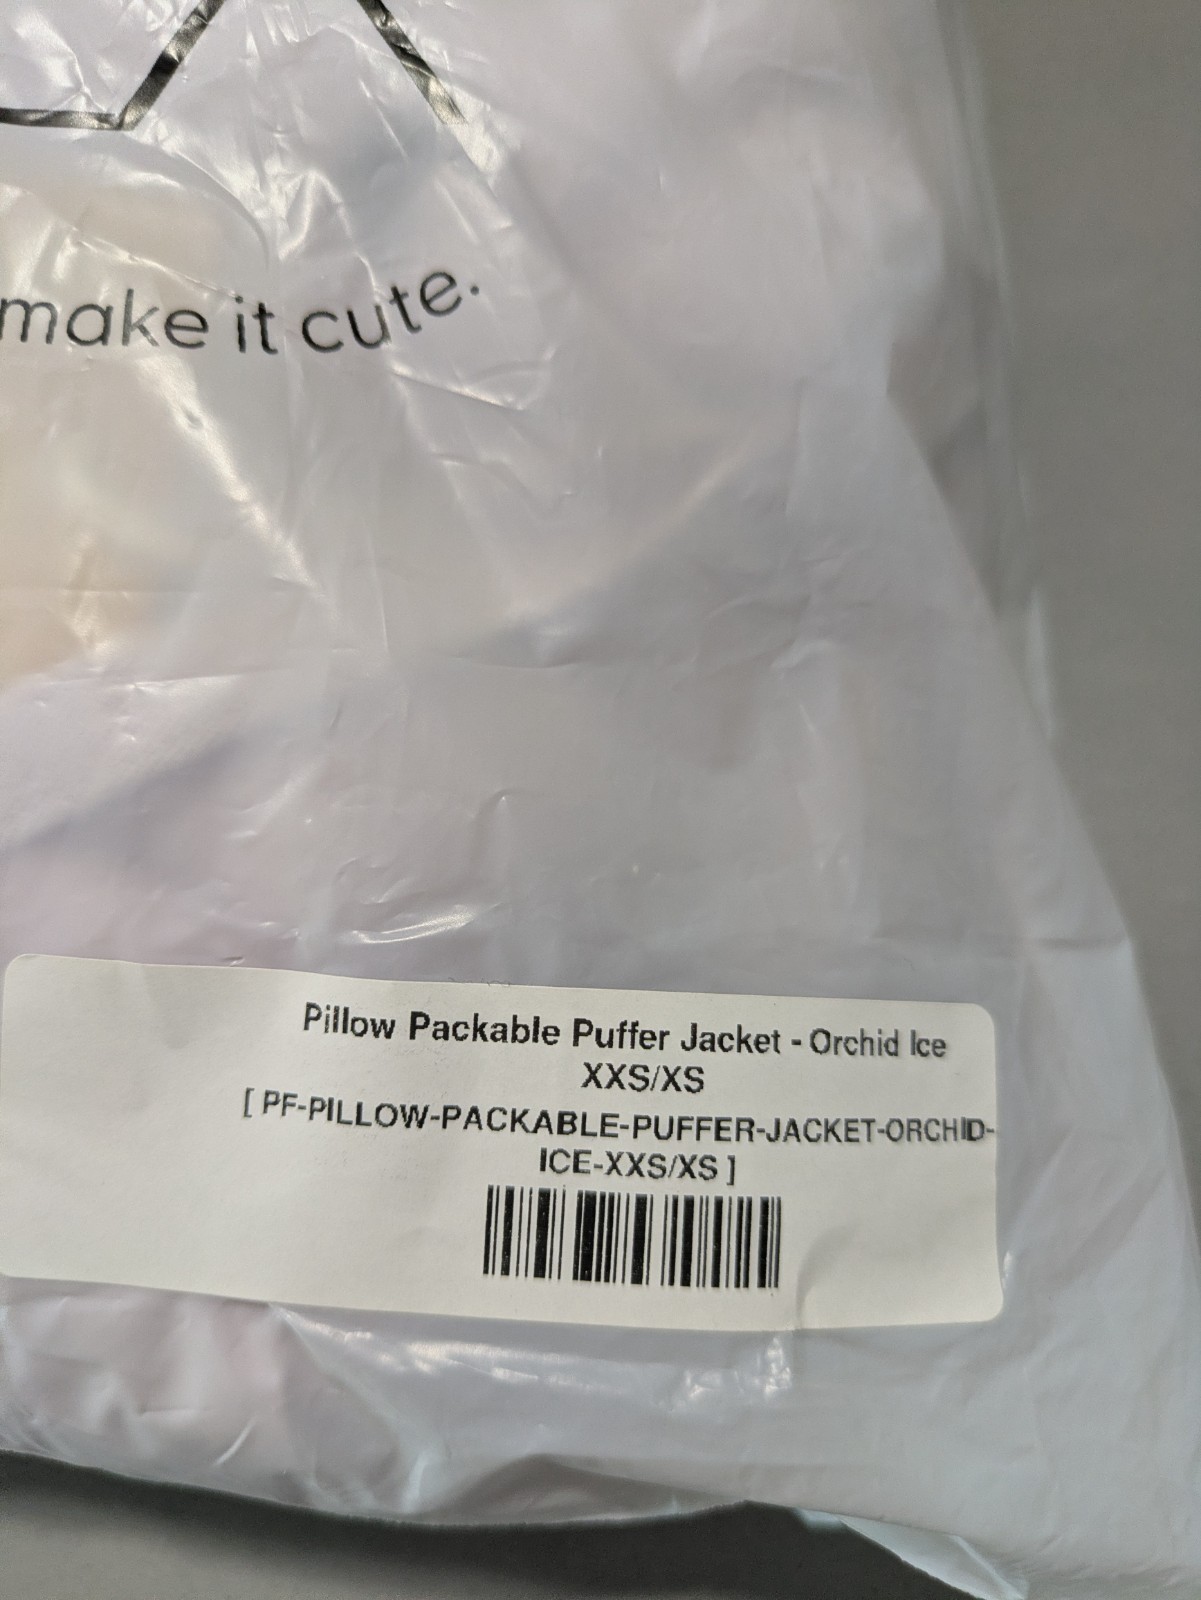 make it cute.
Pillow Packable Puffer Jacket - Orchid Ice
XXS/XS
[ PF-PILLOW-PACKABLE-PUFFER-JACKET-ORCHID-
ICE-XXS/XS ]